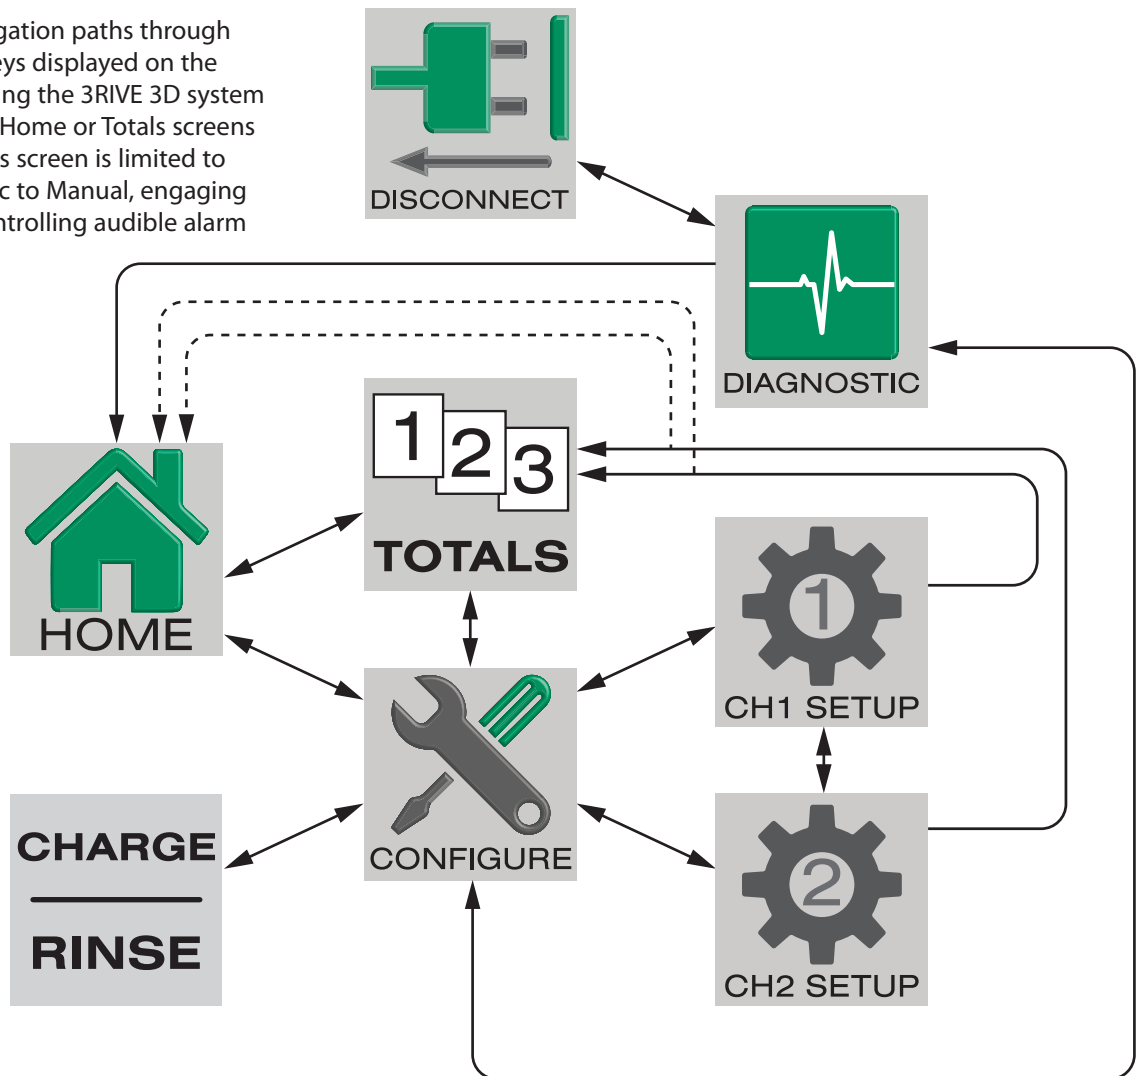 gation paths through
eys displayed on the
ing the 3RIVE 3D system
Home or Totals screens
s screen is limited to
c to Manual, engaging
ntrolling audible alarm
DISCONNECT
DIAGNOSTIC
1 2 3
TOTALS
HOME
1
CH1 SETUP
CONFIGURE
CHARGE
RINSE
2
CH2 SETUP